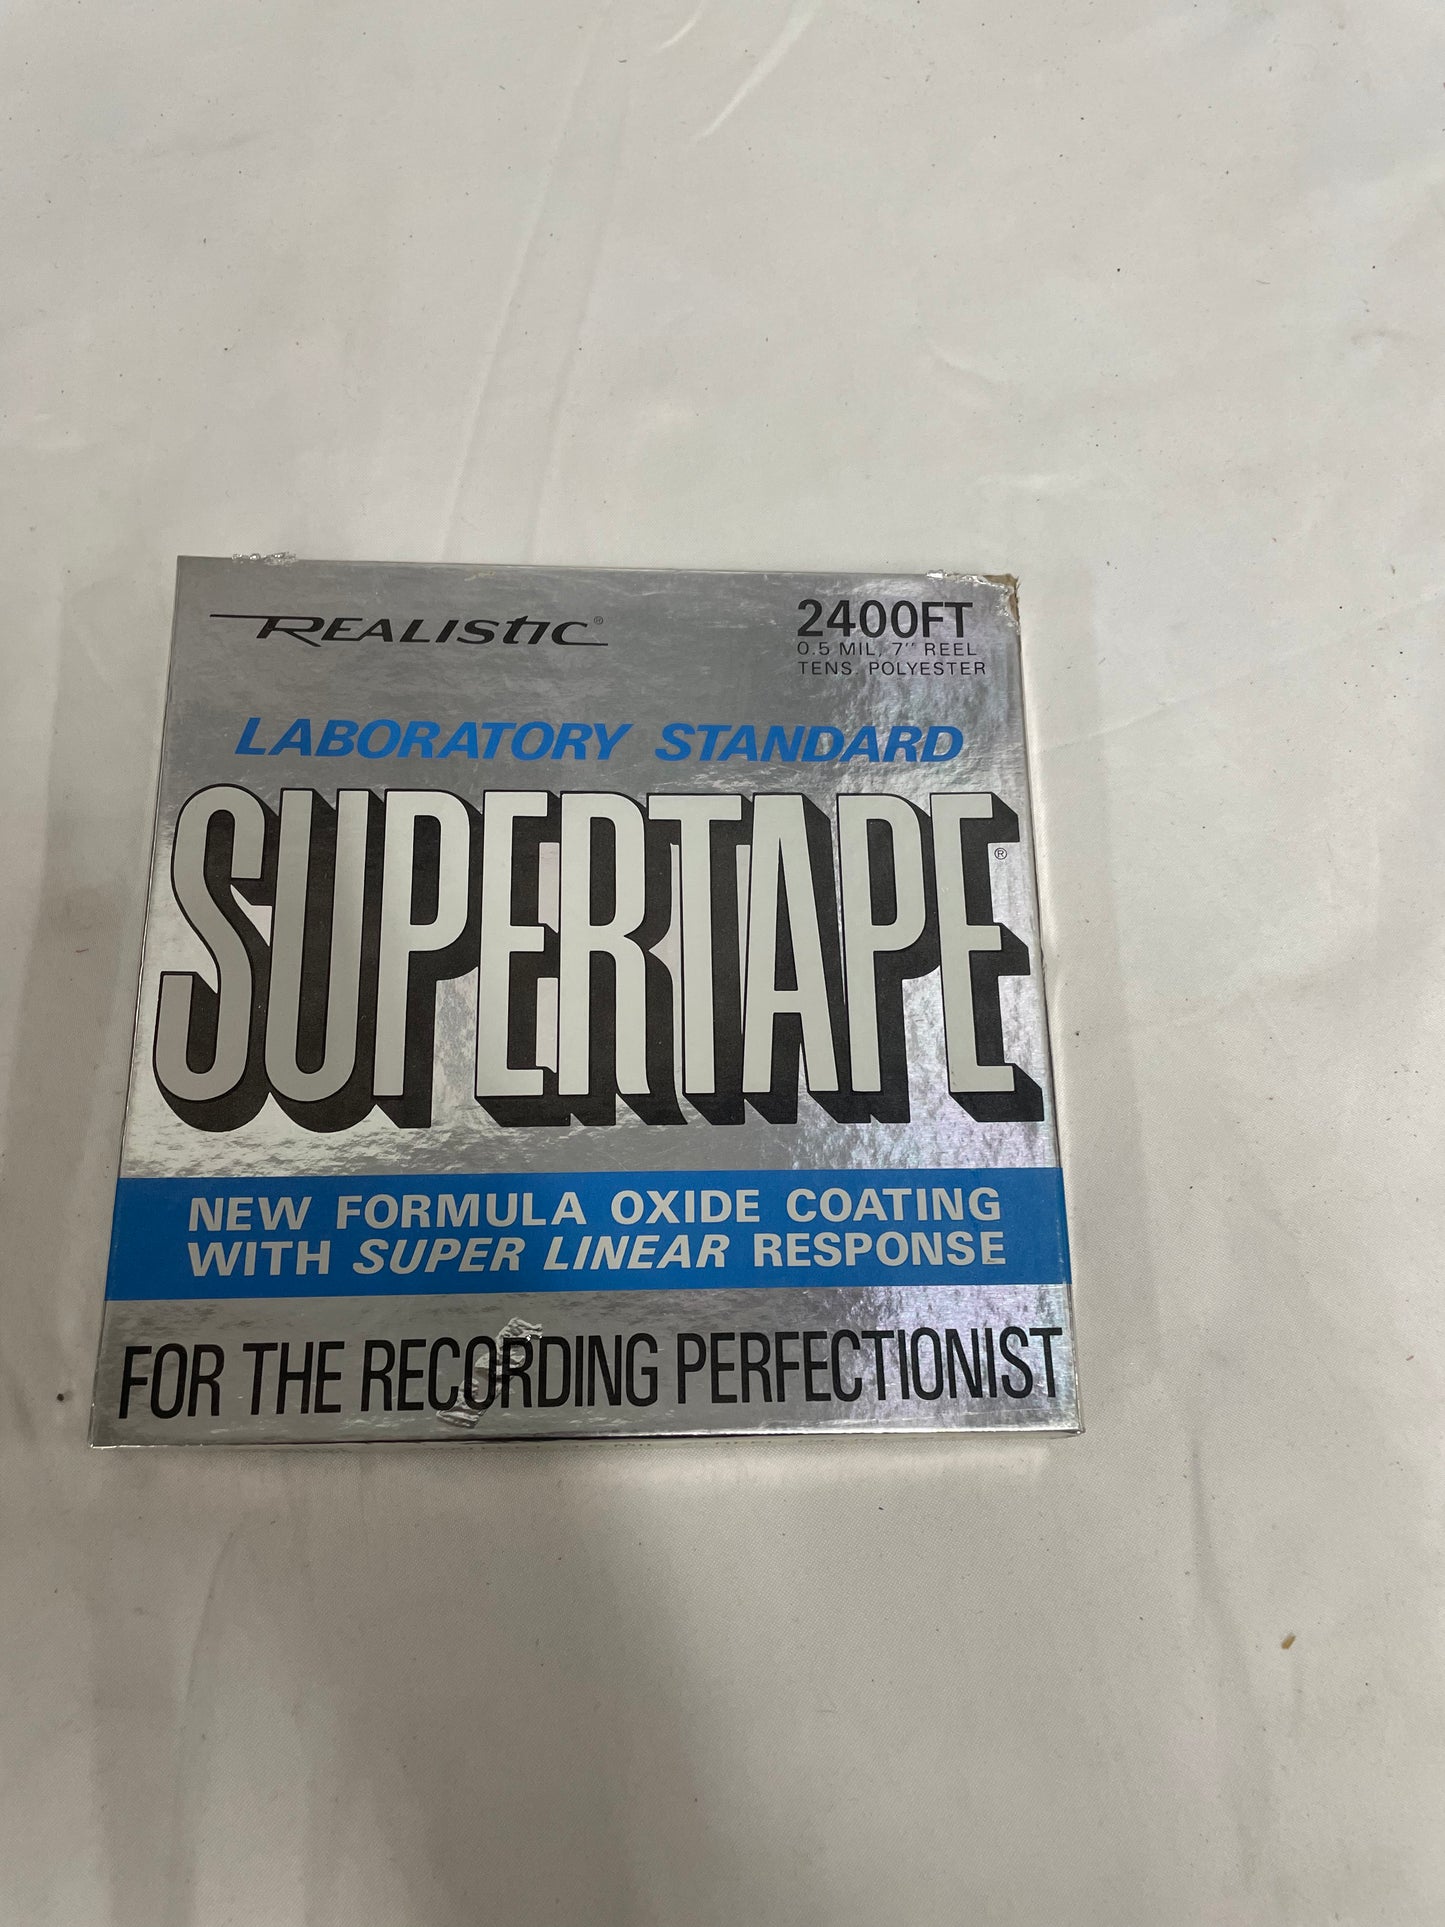 REALISTIC®
2400FT
0.5 MIL, 7" REEL
TENS. POLYESTER
LABORATORY STANDARD
SUPERTAPE®
NEW FORMULA OXIDE COATING
WITH SUPER LINEAR RESPONSE
FOR THE RECORDING PERFECTIONIST